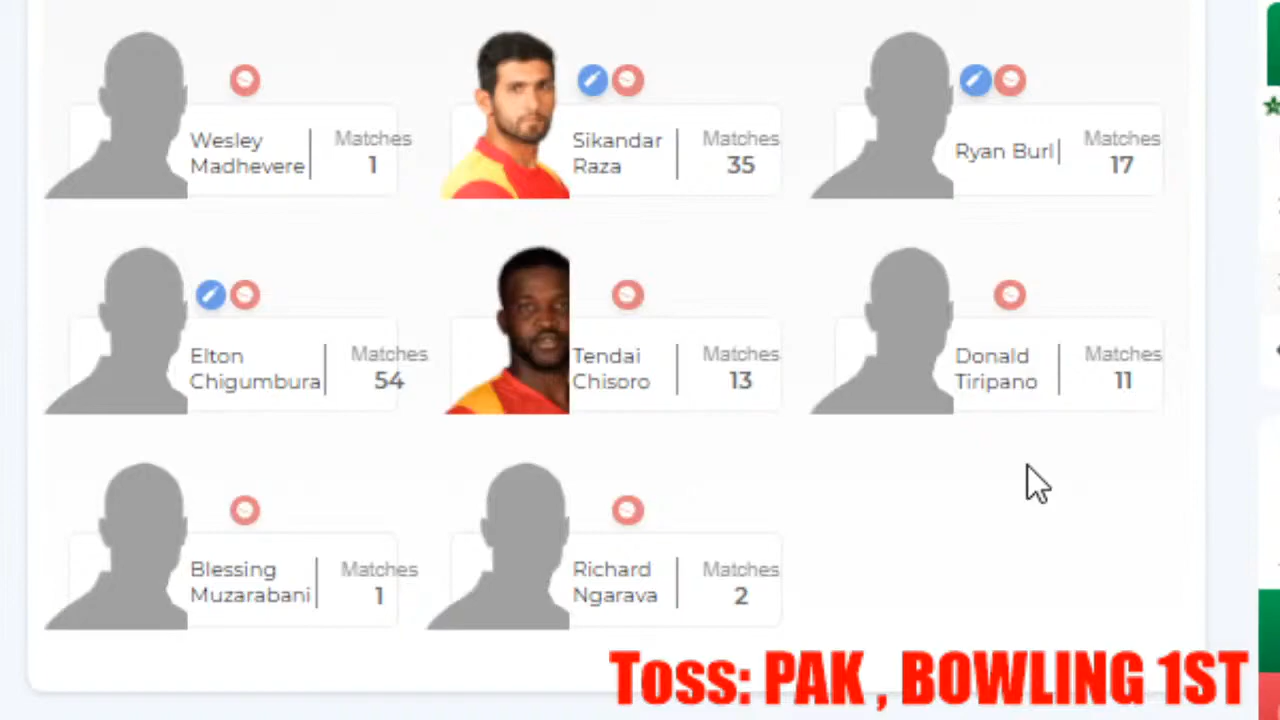 Wesley
Madhevere
Matches
1
Sikandar
Raza
Matches
35
Ryan Burl
Matches
17
Elton
Chigumbura
Matches
54
Tendai
Chisoro
Matches
13
Donald
Tiripano
Matches
11
Blessing
Muzarabani
Matches
1
Richard
Ngarava
Matches
2
Toss: PAK , BOWLING 1ST